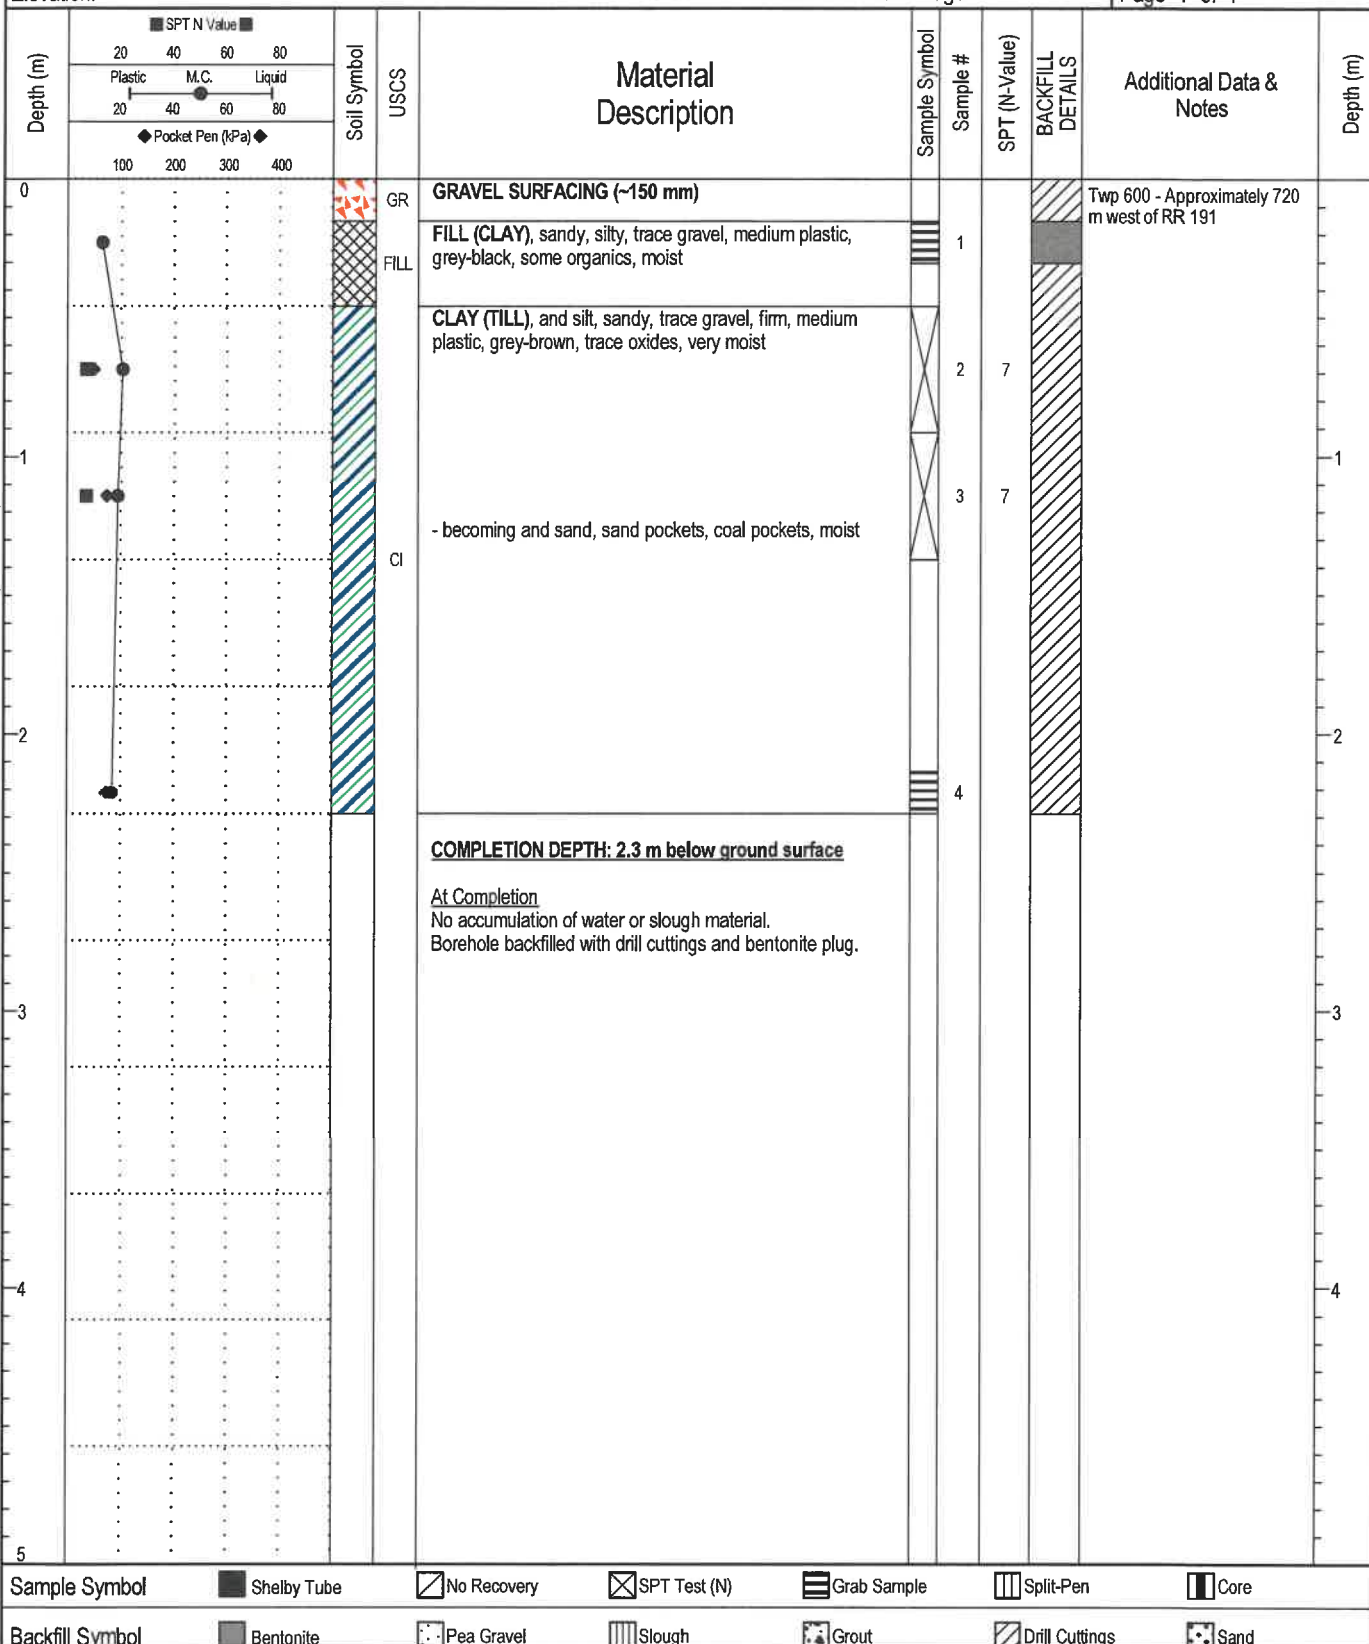 SPT N Value
20 40 60 80
Plastic M.C. Liquid
20 40 60 80
Pocket Pen (kPa)
100 200 300 400
Depth (m)
Soil Symbol
USCS
Material
Description
Sample Symbol
Sample #
SPT (N-Value)
BACKFILL
DETAILS
Additional Data &
Notes
Depth (m)
0
GR
GRAVEL SURFACING (~150 mm)
Twp 600 - Approximately 720
m west of RR 191
FILL
FILL (CLAY), sandy, silty, trace gravel, medium plastic,
grey-black, some organics, moist
1
CLAY (TILL), and silt, sandy, trace gravel, firm, medium
plastic, grey-brown, trace oxides, very moist
2 7
1 1
3 7
- becoming and sand, sand pockets, coal pockets, moist
CI
2 2
4
COMPLETION DEPTH: 2.3 m below ground surface
At Completion
No accumulation of water or slough material.
Borehole backfilled with drill cuttings and bentonite plug.
3 3
4 4
5
Sample Symbol Shelby Tube No Recovery SPT Test (N) Grab Sample Split-Pen Core
Backfill Symbol Bentonite Pea Gravel Slough Grout Drill Cuttings Sand